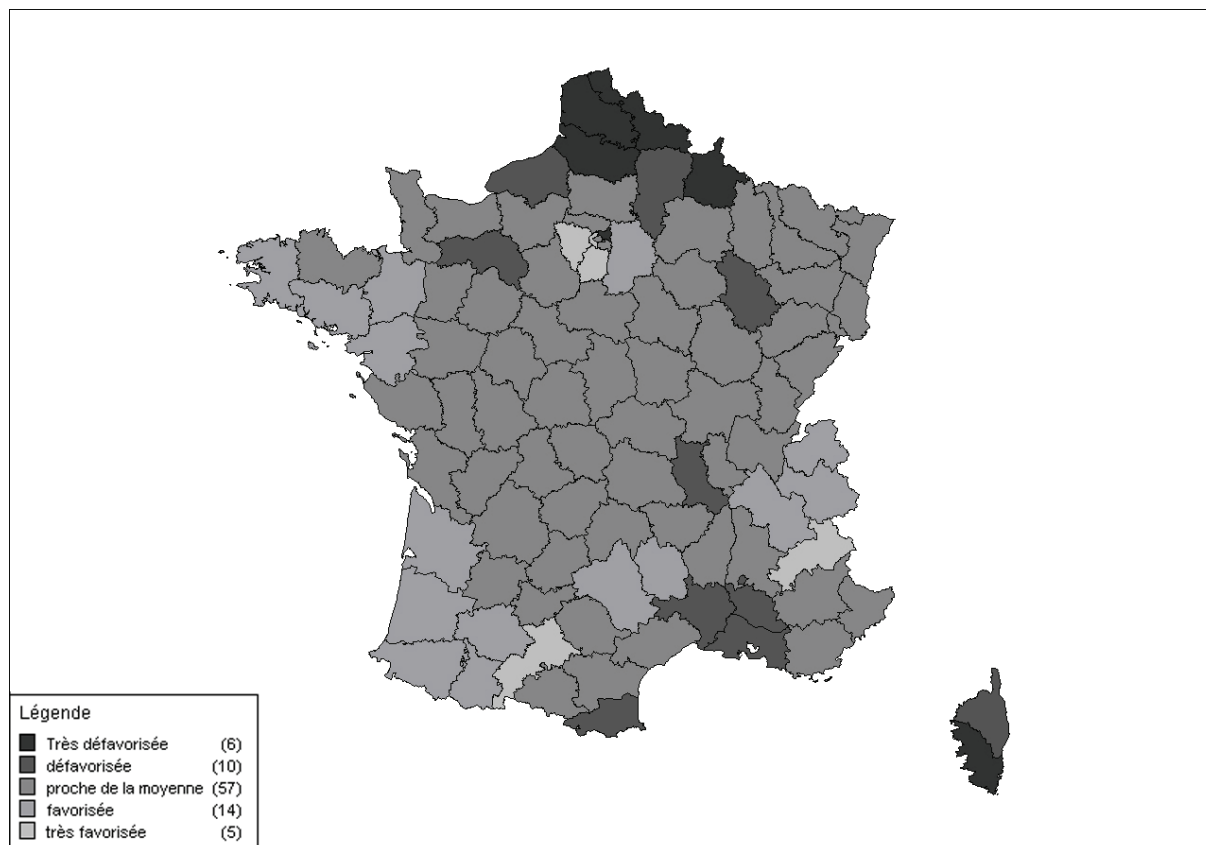 Légende
Très défavorisée (6)
défavorisée (10)
proche de la moyenne (57)
favorisée (14)
très favorisée (5)